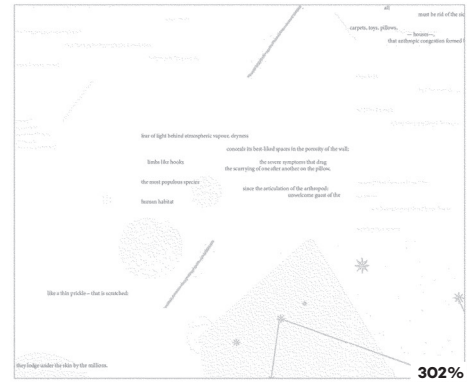 all
must be rid of the
carpets, toys, pillows,
— houses—,
that anthropic congestion formed
fear of light behind atmospheric vapour, dryness
conceals its best-liked spaces in the porosity of the wall;
limbs like hooks
the severe symptoms that drag
the scurrying of one after another on the pillow.
the most populous species
since the articulation of the arthropod;
unwelcome guest of the
human habitat
like a thin prickle – that is scratched.
they lodge under the skin by the millions.
302%